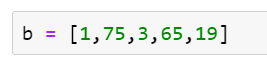 b = [1,75,3,65,19]